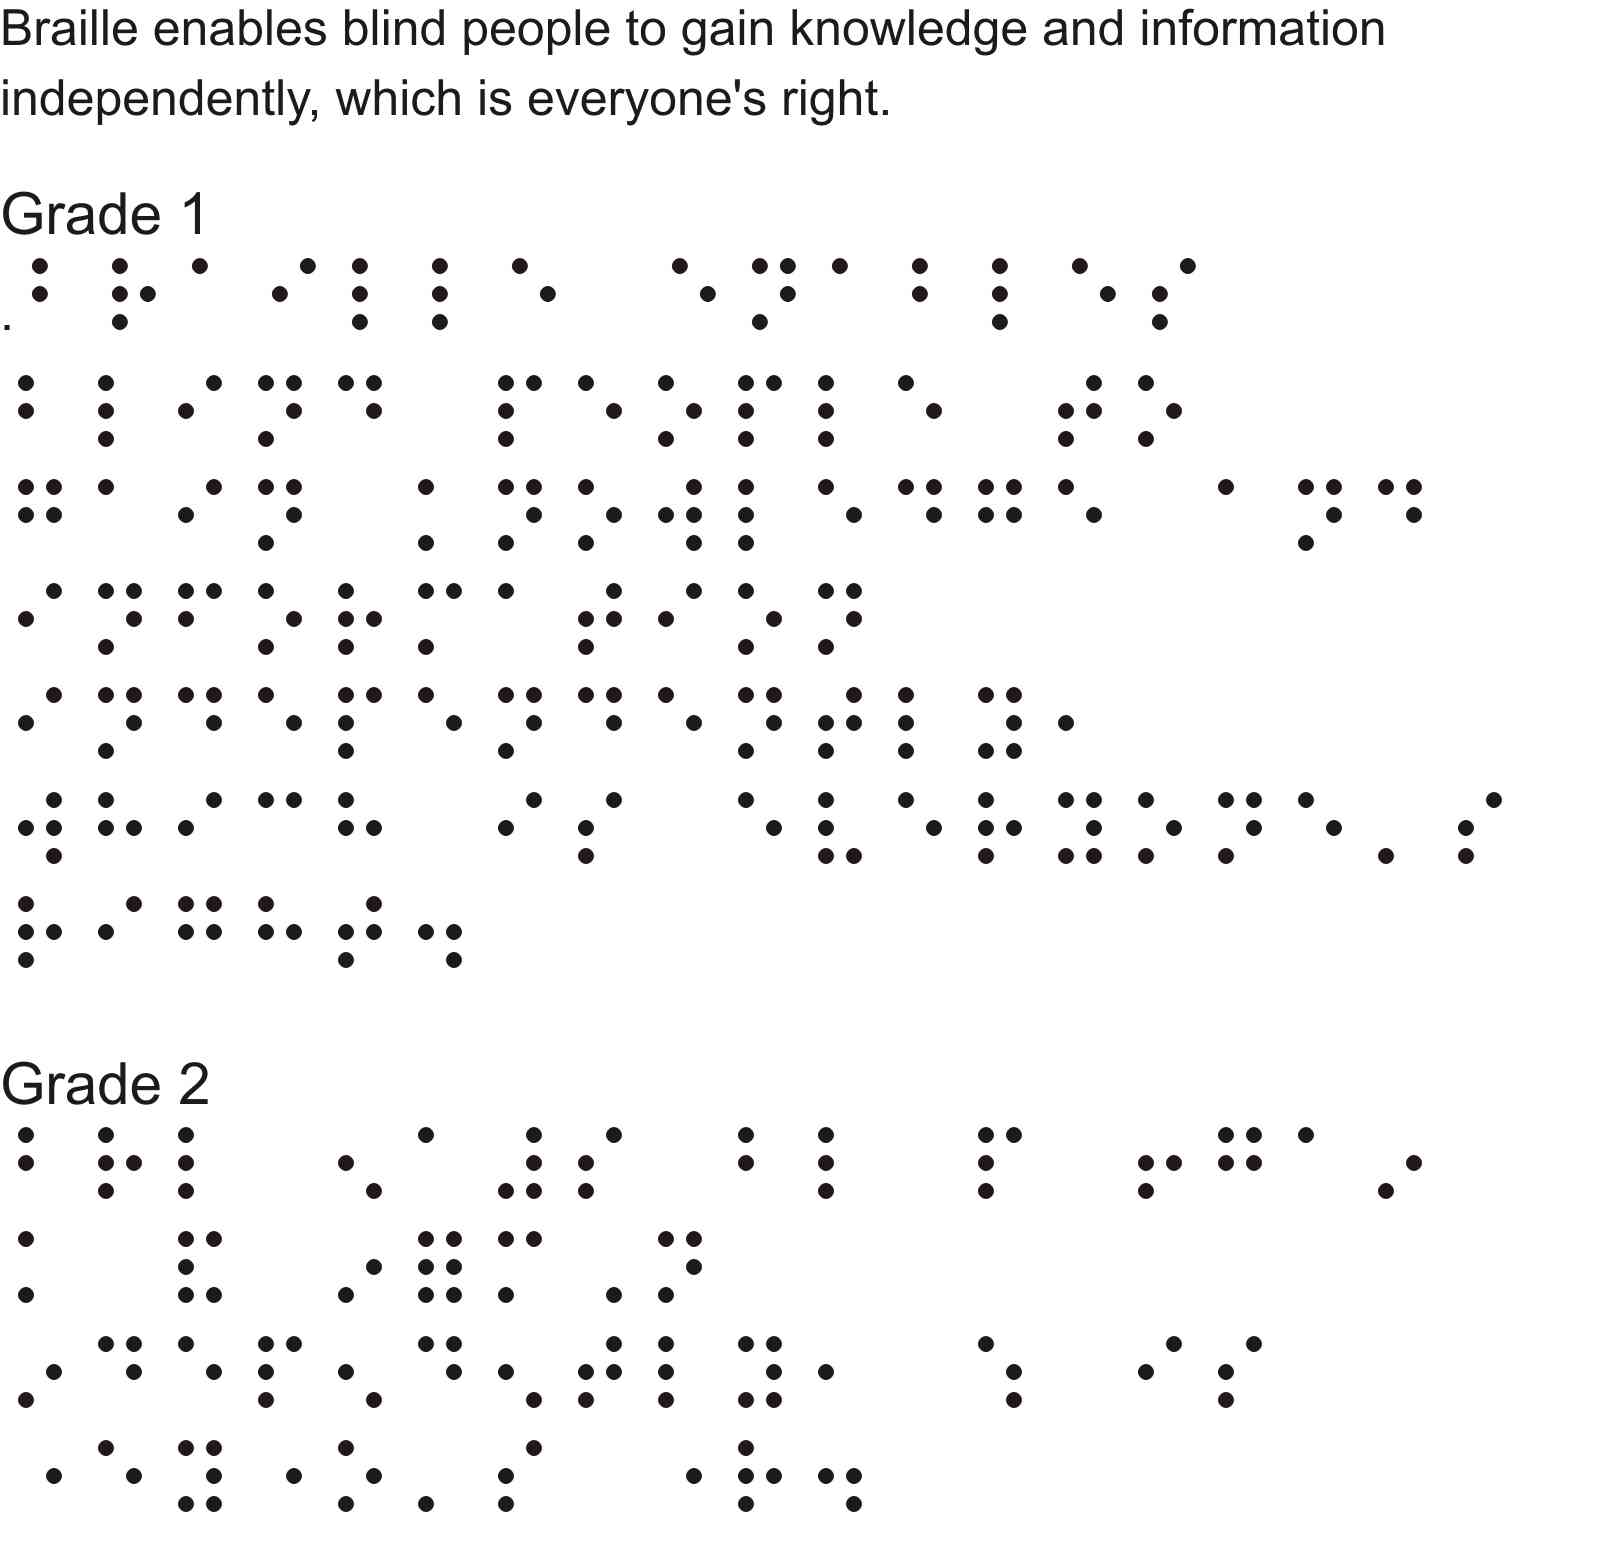 Braille enables blind people to gain knowledge and information
independently, which is everyone's right.
Grade 1
⠠⠃⠗⠁⠊⠇⠇⠑ ⠑⠝⠁⠃⠇⠑⠎
⠃⠇⠊⠝⠙ ⠏⠑⠕⠏⠇⠑ ⠞⠕
⠛⠁⠊⠝ ⠅⠝⠕⠺⠇⠑⠙⠛⠑ ⠁⠝⠙
⠊⠝⠋⠕⠗⠍⠁⠞⠊⠕⠝
⠊⠝⠙⠑⠏⠑⠝⠙⠑⠝⠞⠇⠽⠂
⠺⠓⠊⠉⠓ ⠊⠎ ⠑⠧⠑⠗⠽⠕⠝⠑⠄⠎
⠗⠊⠛⠓⠞⠲
Grade 2
⠃⠗⠇ ⠢⠁⠼⠎ ⠃⠇ ⠏ ⠖⠛⠁⠔
⠅ ⠯ ⠔⠿⠍⠠⠝
⠔⠙⠑⠏⠢⠙⠢⠞⠇⠽⠂ ⠱ ⠊⠎
⠐⠑⠽⠐⠕⠄⠎ ⠐⠗⠲